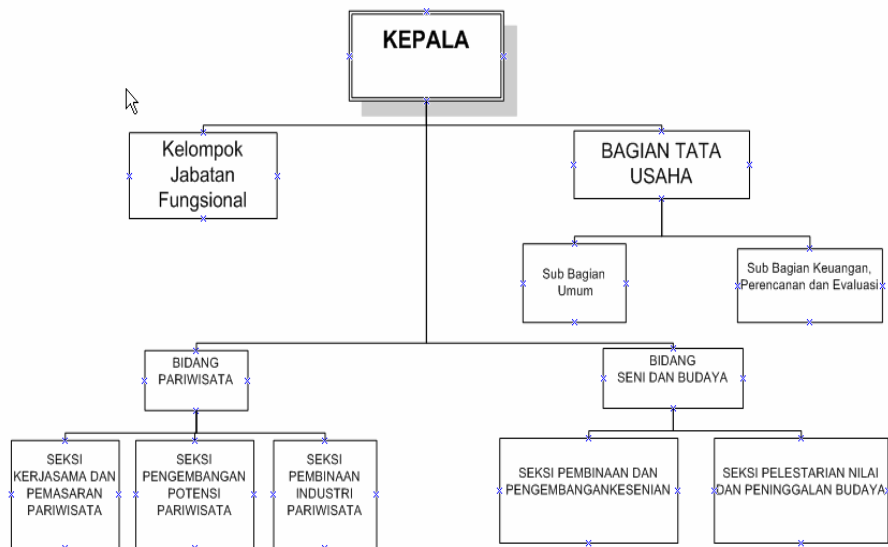 KEPALA
Kelompok
Jabatan
Fungsional
BAGIAN TATA
USAHA
Sub Bagian
Umum
Sub Bagian Keuangan,
Perencanan dan Evaluasi
BIDANG
PARIWISATA
BIDANG
SENI DAN BUDAYA
SEKSI
KERJASAMA DAN
PEMASARAN
PARIWISATA
SEKSI
PENGEMBANGAN
POTENSI
PARIWISATA
SEKSI
PEMBINAAN
INDUSTRI
PARIWISATA
SEKSI PEMBINAAN DAN
PENGEMBANGANKESENIAN
SEKSI PELESTARIAN NILAI
DAN PENINGGALAN BUDAYA